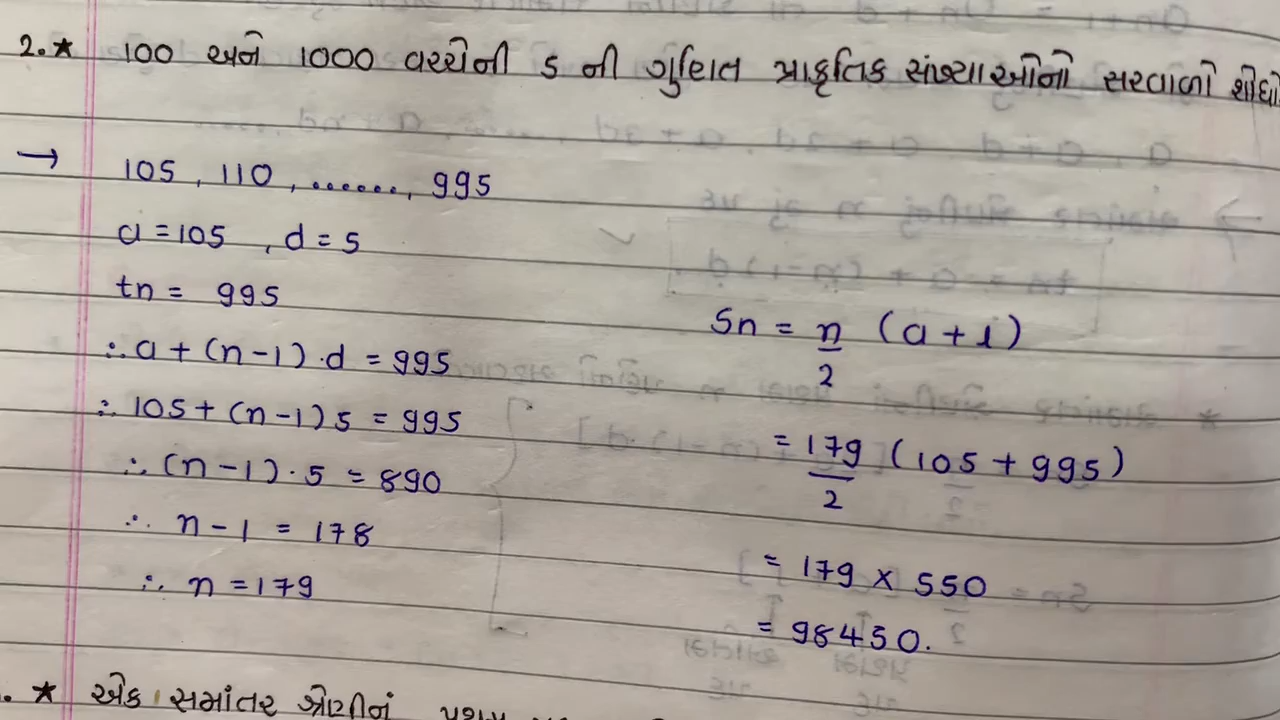 2.* 100 અને 1000 વચ્ચેની 5 ની ગુણિત પ્રાકૃતિક સંખ્યાઓનો સરવાળો શોધો
→ 105 , 110 , ......, 995
a = 105 , d = 5
tn = 995
∴ a + (n-1)·d = 995
∴ 105 + (n-1) 5 = 995
∴ (n-1)·5 = 890
∴ n-1 = 178
∴ n = 179
Sn = n/2 (a + l)
= 179/2 (105 + 995)
= 179 × 550
= 98450.
* એક સમાંતર શ્રેણીનં